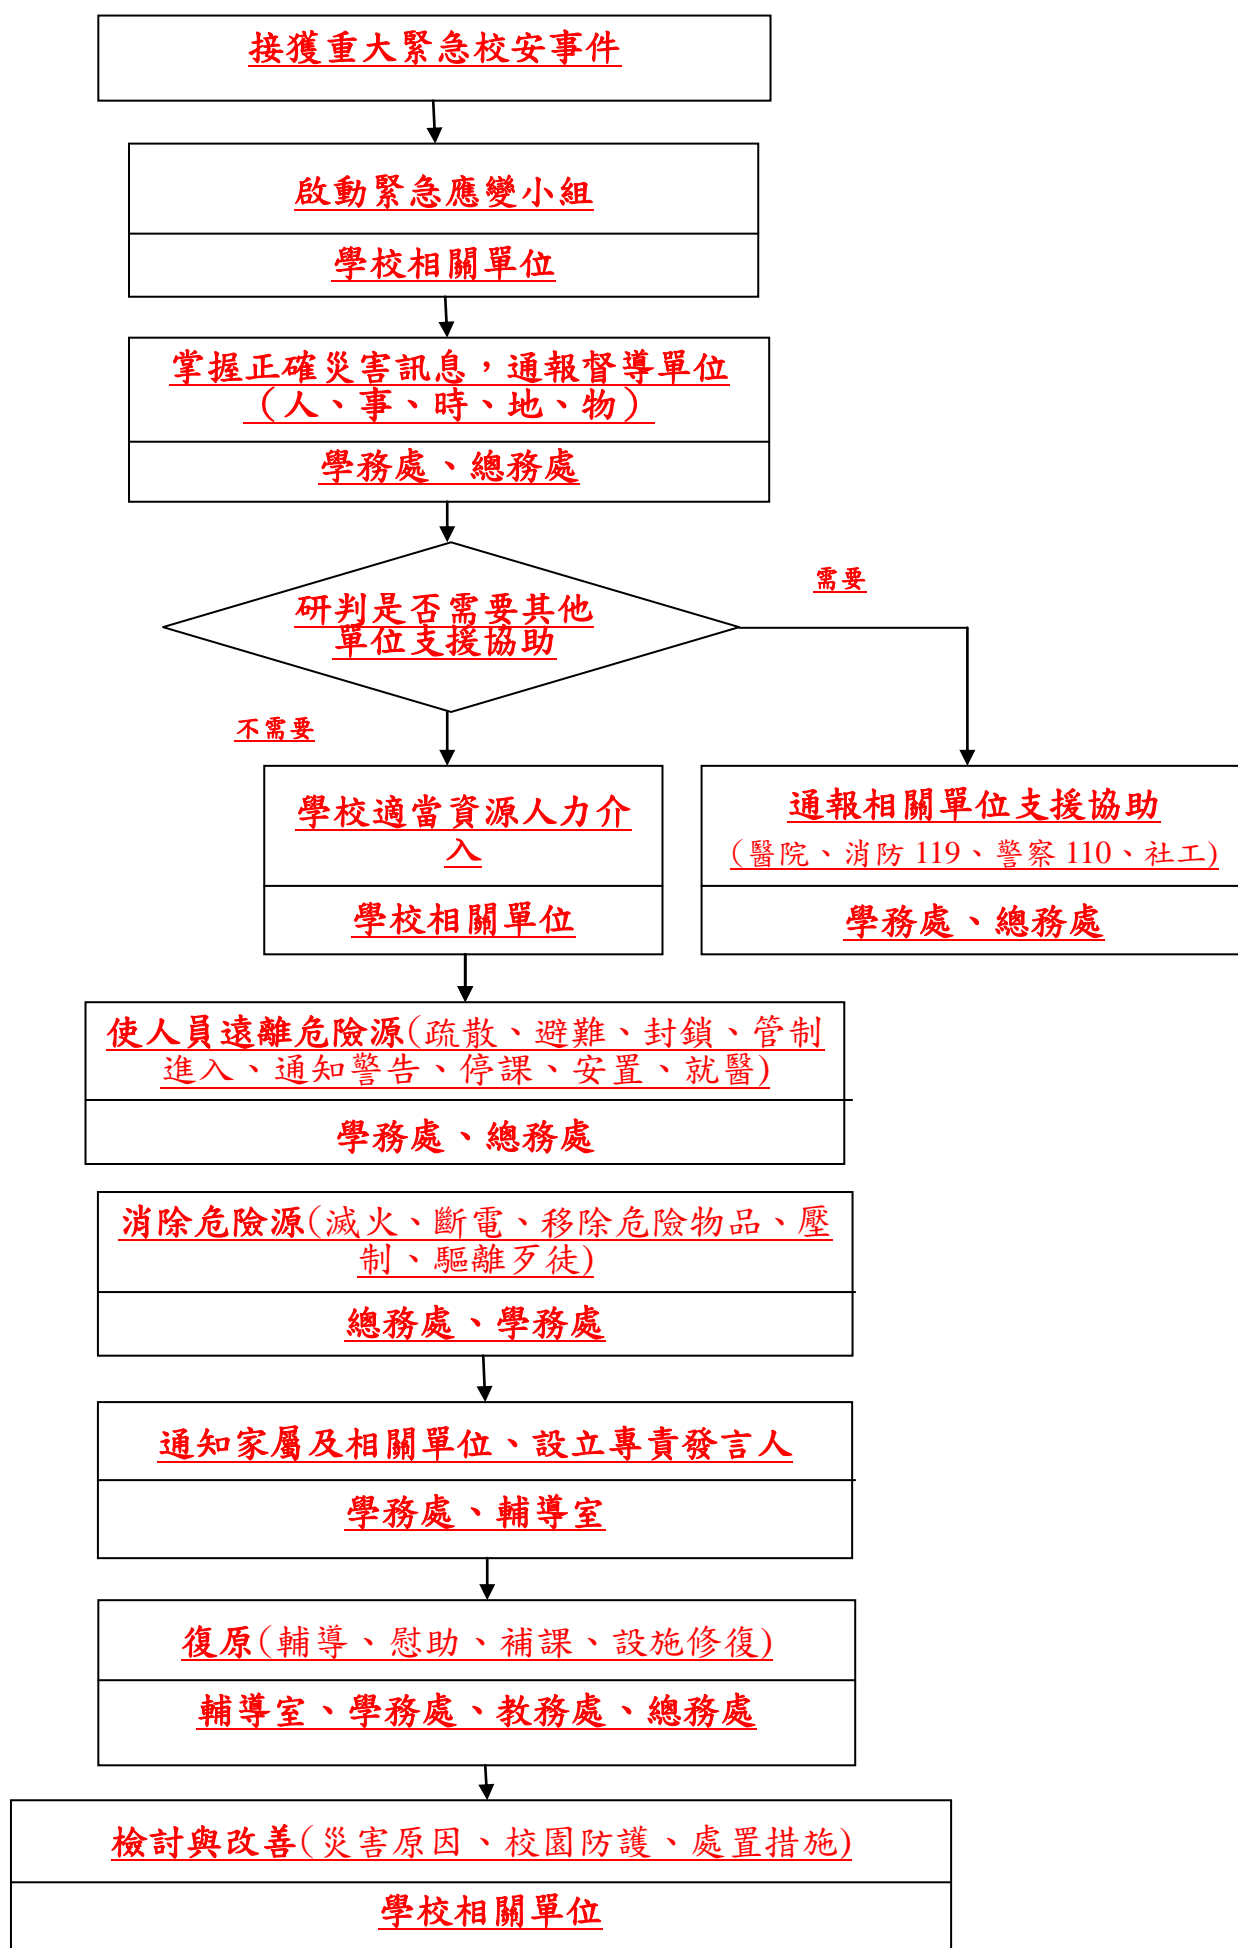 接獲重大緊急校安事件
啟動緊急應變小組
學校相關單位
掌握正確災害訊息，通報督導單位
（人、事、時、地、物）
學務處、總務處
需要
研判是否需要其他
單位支援協助
不需要
學校適當資源人力介
入
學校相關單位
通報相關單位支援協助
(醫院、消防 119、警察 110、社工)
學務處、總務處
使人員遠離危險源(疏散、避難、封鎖、管制
進入、通知警告、停課、安置、就醫)
學務處、總務處
消除危險源(滅火、斷電、移除危險物品、壓
制、驅離歹徒)
總務處、學務處
通知家屬及相關單位、設立專責發言人
學務處、輔導室
復原(輔導、慰助、補課、設施修復)
輔導室、學務處、教務處、總務處
檢討與改善(災害原因、校園防護、處置措施)
學校相關單位